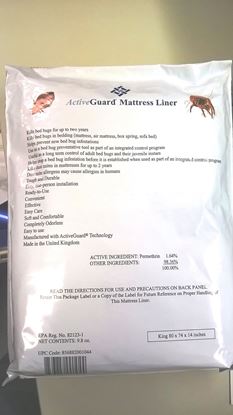 ActiveGuard Mattress Liner
Kills bed bugs for up to two years
Kills bed bugs in bedding (mattress, air mattress, box spring, sofa bed)
Helps prevent new bed bug infestations
Use as a bed bug preventative tool as part of an integrated control program
Useful as a long term control of adult bed bugs and their juvenile instars
bed bug infestation before it is established when used as part of an integrated control program
Kills dust mites in mattresses for up to 2 years
Dust mite allergens may cause allergies in humans
Tough and Durable
Easy, one-person installation
Ready-to-Use
Convenient
Effective
Easy Care
Soft and Comfortable
Completely Odorless
Easy to use
Manufactured with ActiveGuard® Technology
Made in the United Kingdom
ACTIVE INGREDIENT: Permethrin 1.64%
OTHER INGREDIENTS: 98.36%
100.00%
READ THE DIRECTIONS FOR USE AND PRECAUTIONS ON BACK PANEL.
Retain This Package Label or a Copy of the Label for Future Reference on Proper Handling of
This Mattress Liner.
EPA Reg. No. 82123-1
NET CONTENTS: 9.8 oz.
King 80 x 74 x 14 inches
UPC Code: 856882001044